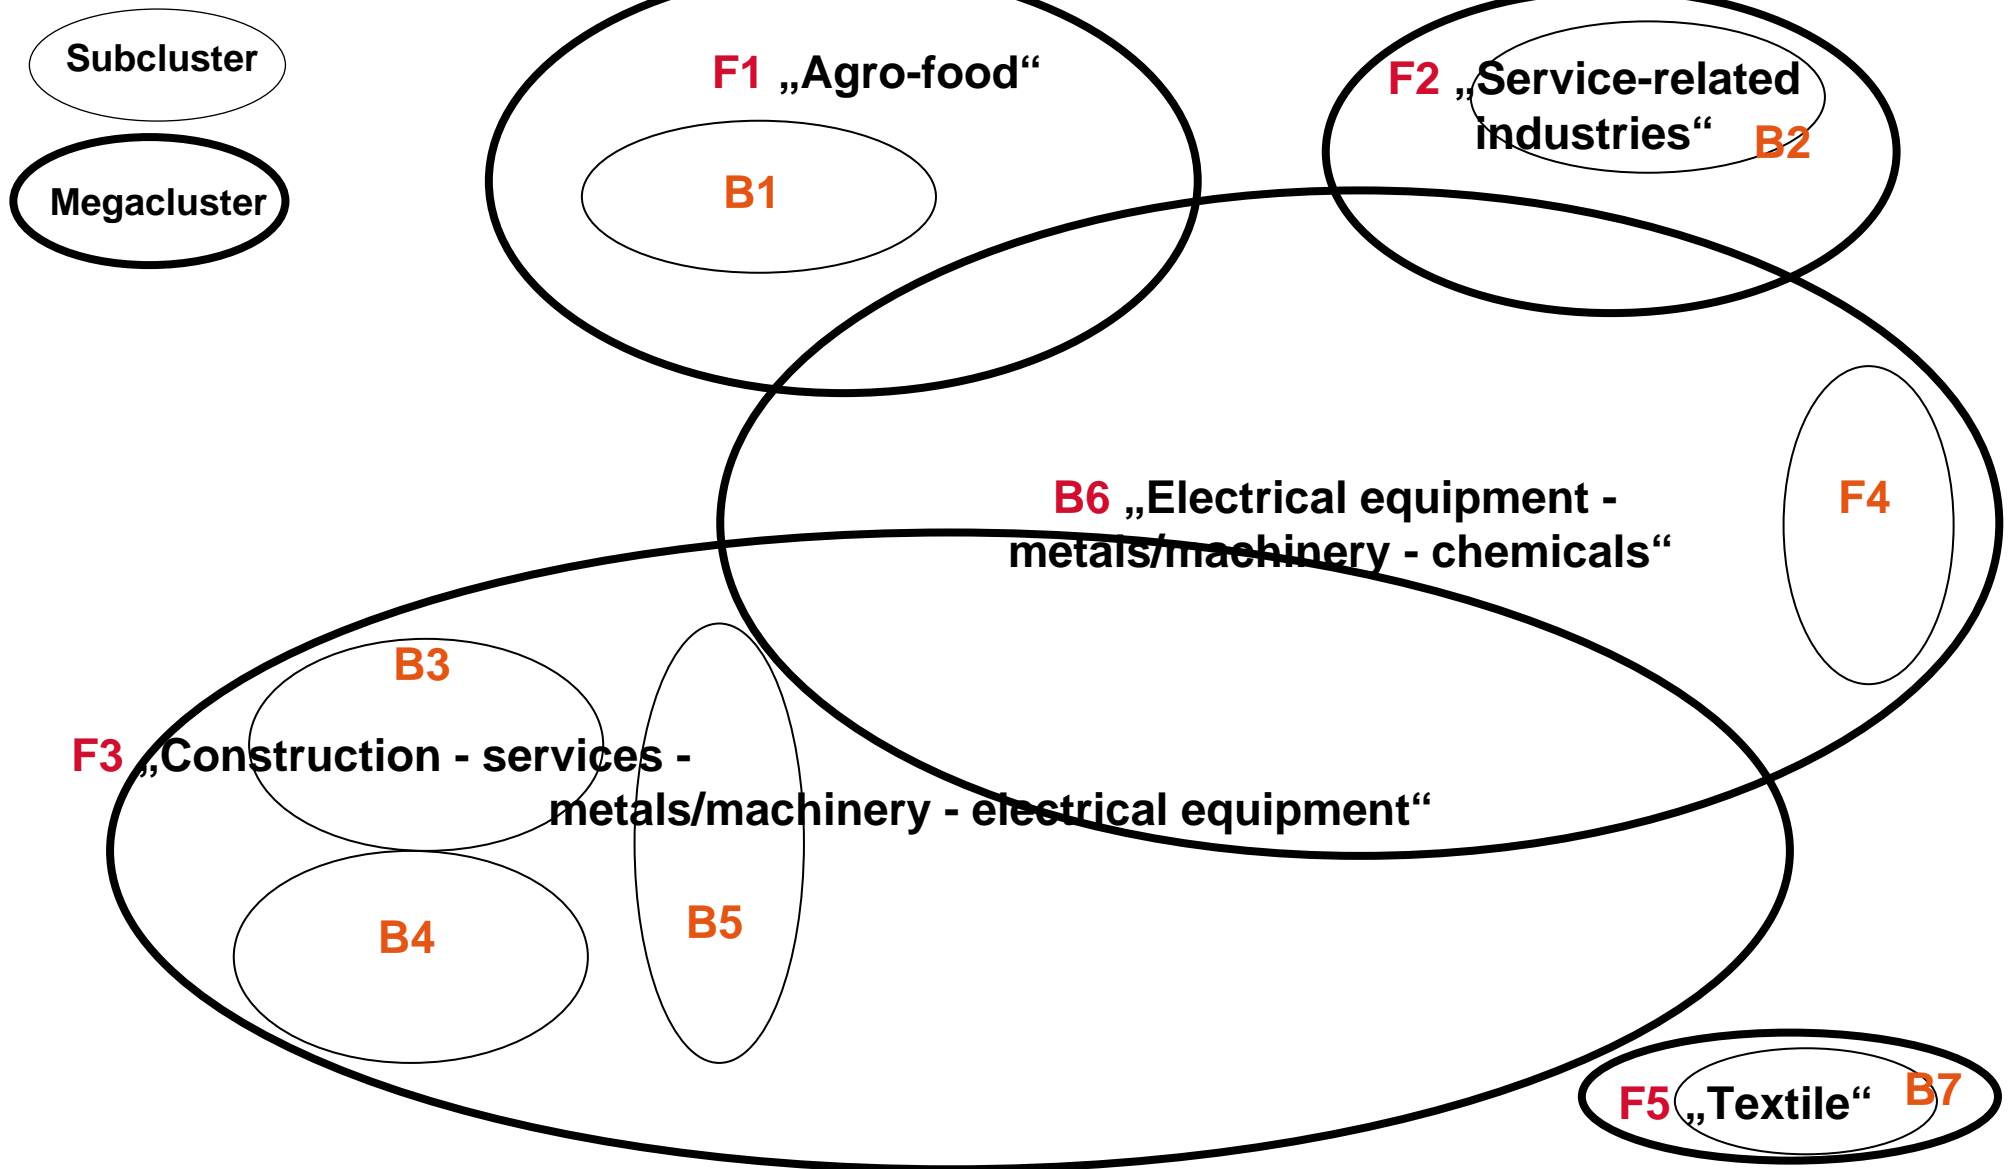 Subcluster
Megacluster
F1 „Agro-food“
B1
F2 „Service-related
industries“
B2
B6 „Electrical equipment -
metals/machinery - chemicals“
F4
B3
F3 „Construction - services -
metals/machinery - electrical equipment“
B4
B5
F5 „Textile“
B7